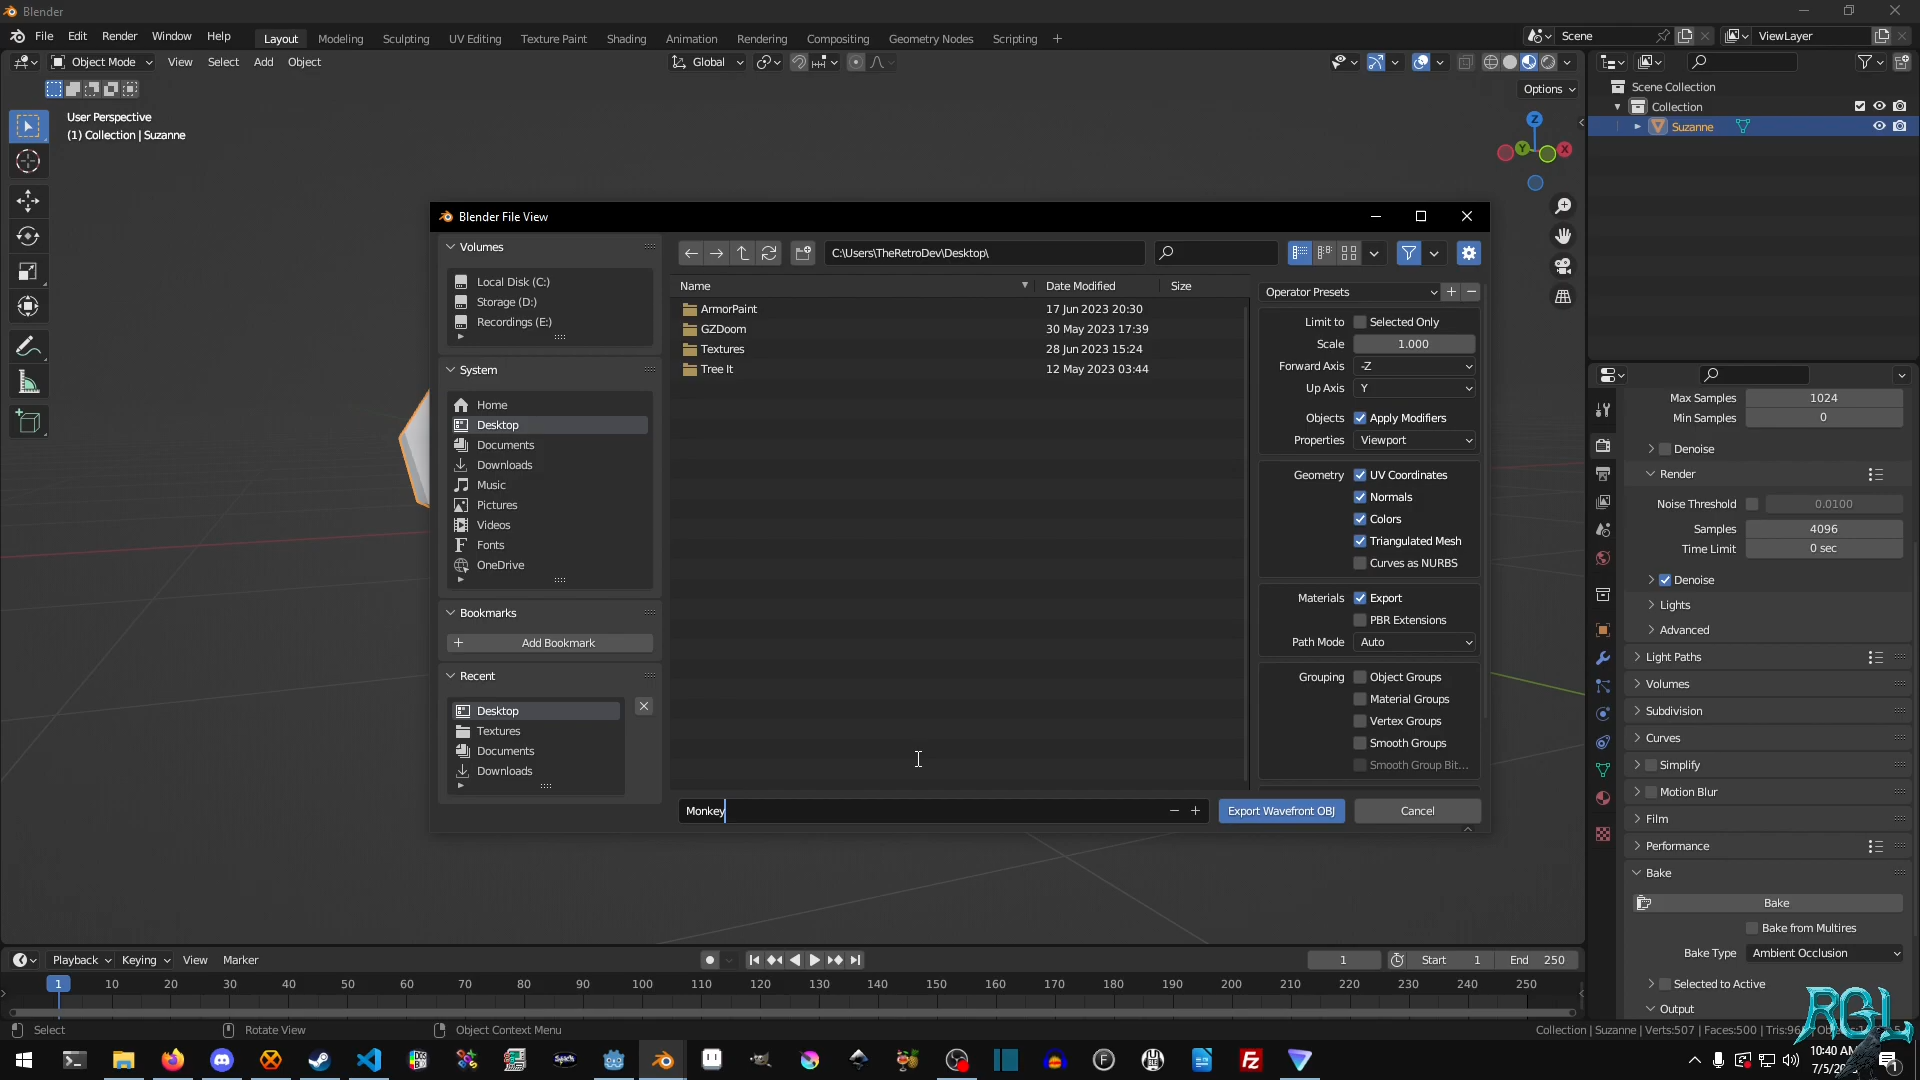 Blender
File Edit Render Window Help
Layout Modeling Sculpting UV Editing Texture Paint Shading Animation Rendering Compositing Geometry Nodes Scripting +
Scene
ViewLayer
Object Mode View Select Add Object
Global
Options
User Perspective
(1) Collection | Suzanne
Z
Y
X
Scene Collection
Collection
Suzanne
Blender File View
Volumes
Local Disk (C:)
Storage (D:)
Recordings (E:)
System
Home
Desktop
Documents
Downloads
Music
Pictures
Videos
Fonts
OneDrive
Bookmarks
Add Bookmark
Recent
Desktop
Textures
Documents
Downloads
C:\Users\TheRetroDev\Desktop\
Name Date Modified Size
ArmorPaint 17 Jun 2023 20:30
GZDoom 30 May 2023 17:39
Textures 28 Jun 2023 15:24
Tree It 12 May 2023 03:44
Monkey
Operator Presets
Limit to Selected Only
Scale 1.000
Forward Axis -Z
Up Axis Y
Objects Apply Modifiers
Properties Viewport
Geometry UV Coordinates
Normals
Colors
Triangulated Mesh
Curves as NURBS
Materials Export
PBR Extensions
Path Mode Auto
Grouping Object Groups
Material Groups
Vertex Groups
Smooth Groups
Smooth Group Bit...
Export Wavefront OBJ Cancel
Max Samples 1024
Min Samples 0
Denoise
Render
Noise Threshold 0.0100
Samples 4096
Time Limit 0 sec
Denoise
Lights
Advanced
Light Paths
Volumes
Subdivision
Curves
Simplify
Motion Blur
Film
Performance
Bake
Bake
Bake from Multires
Bake Type Ambient Occlusion
Selected to Active
Output
Playback Keying View Marker
1 Start 1 End 250
1 10 20 30 40 50 60 70 80 90 100 110 120 130 140 150 160 170 180 190 200 210 220 230 240 250
Select Rotate View Object Context Menu
Collection | Suzanne | Verts:507 | Faces:500 |
RGL
10:40 AM